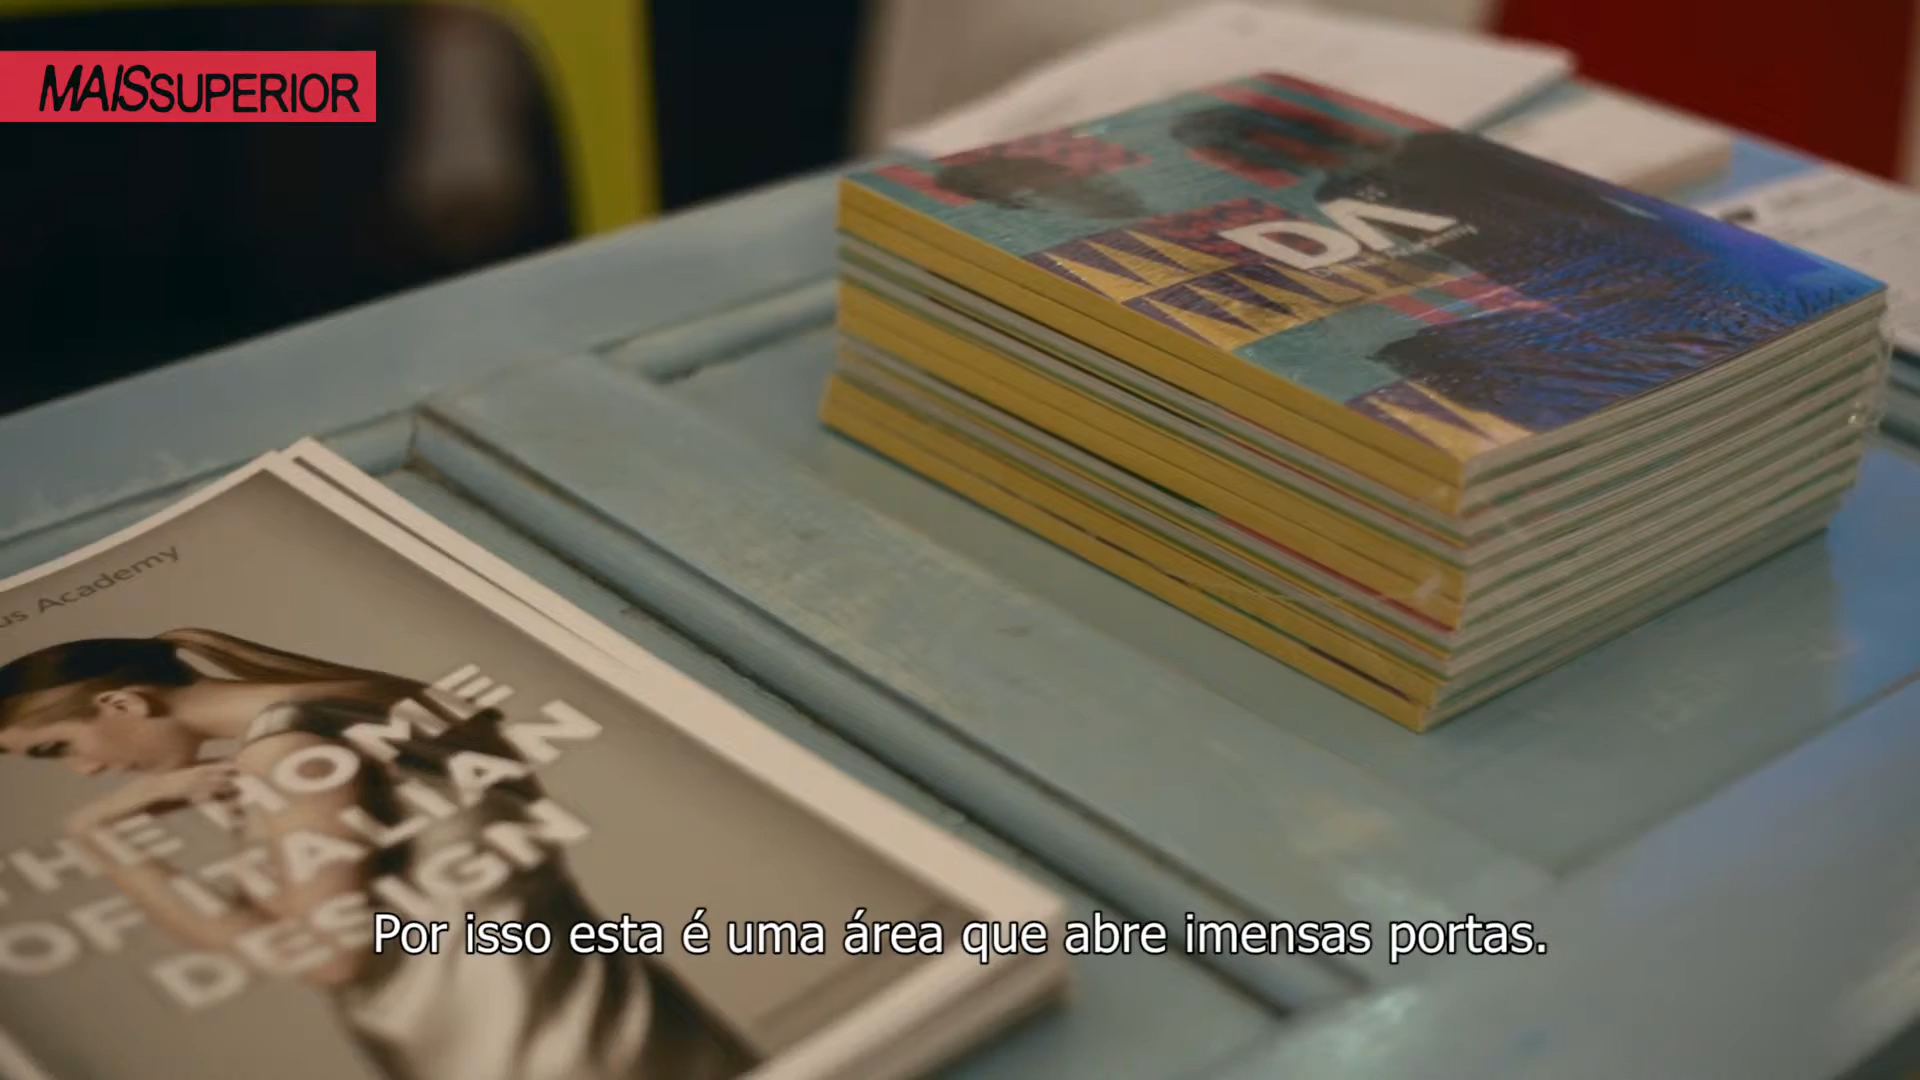 MAISSUPERIOR
DA
us Academy
THE HOME
OF ITALIAN
DESIGN
Por isso esta é uma área que abre imensas portas.